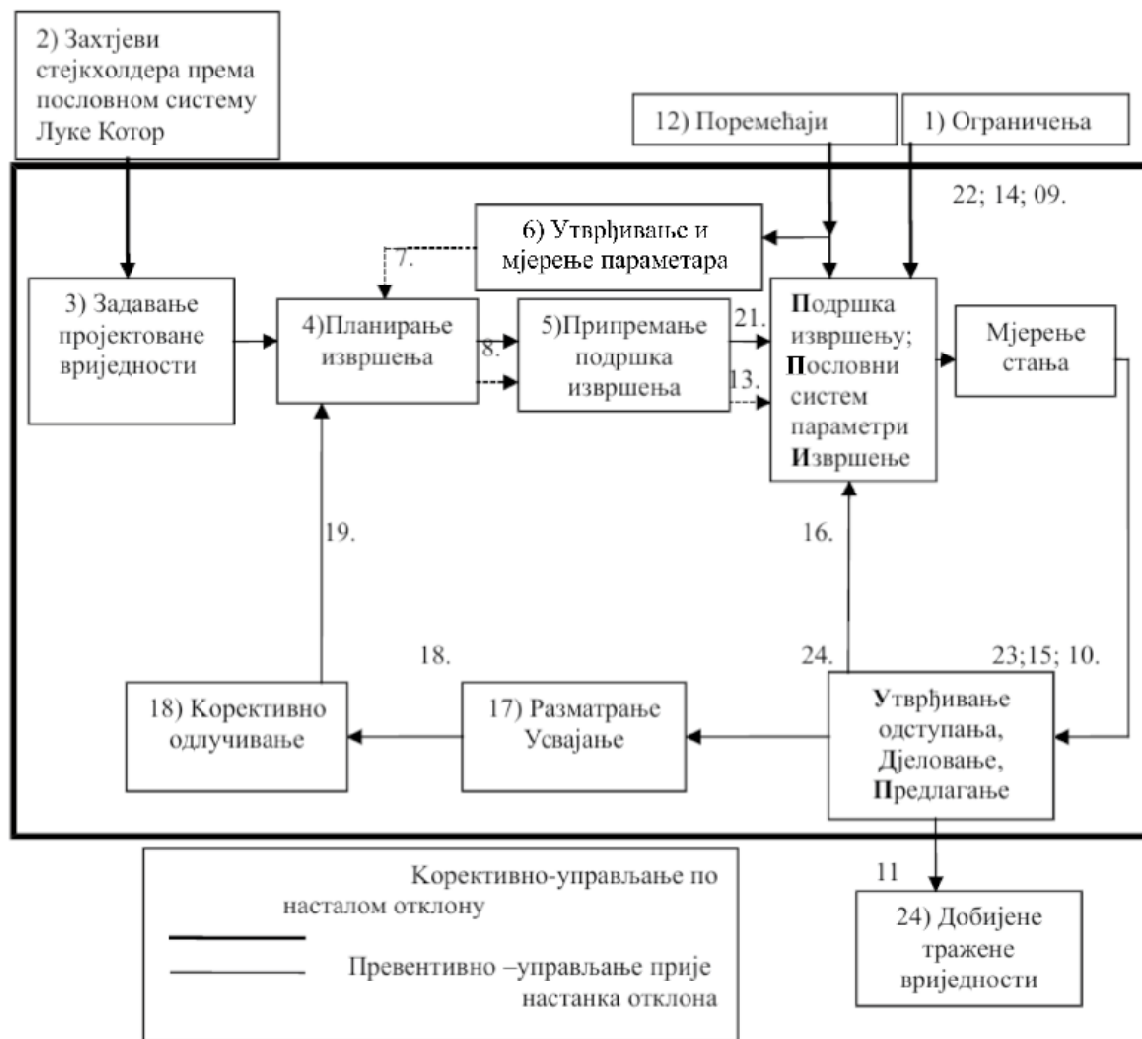 2) Захтјеви
стејкхолдера према
пословном систему
Луке Котор
12) Поремећаји
1) Ограничења
22; 14; 09.
6) Утврђивање и
мјерење параметара
7.
3) Задавање
пројектоване
вриједности
4)Планирање
извршења
8.
5)Припремање
подршка
извршења
21.
13.
Подршка
извршењу;
Пословни
систем
параметри
Извршење
Мјерење
стања
19.
16.
18.
24.
23;15; 10.
18) Корективно
одлучивање
17) Разматрање
Усвајање
Утврђивање
одступања,
Дјеловање,
Предлагање
11
24) Добијене
тражене
вриједности
Корективно-управљање по
насталом отклону
Превентивно –управљање прије
настанка отклона